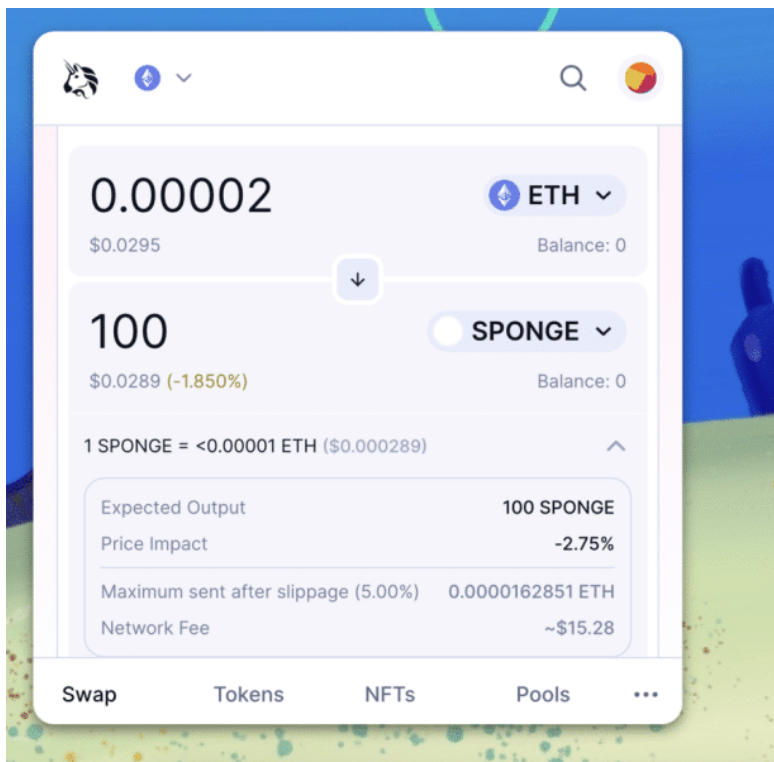 0.00002 ETH
$0.0295 Balance: 0
100 SPONGE
$0.0289 (-1.850%) Balance: 0
1 SPONGE = <0.00001 ETH ($0.000289)
Expected Output 100 SPONGE
Price Impact -2.75%
Maximum sent after slippage (5.00%) 0.0000162851 ETH
Network Fee ~$15.28
Swap Tokens NFTs Pools ...